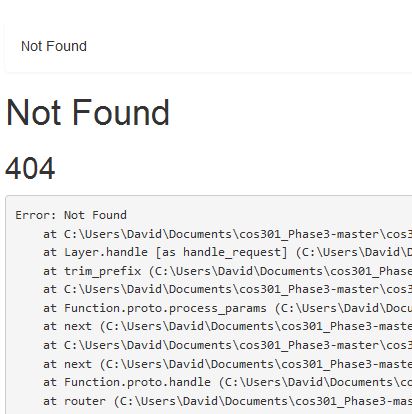 Not Found
Not Found
404
Error: Not Found
at C:\Users\David\Documents\cos301_Phase3-master\cos3
at Layer.handle [as handle_request] (C:\Users\David\D
at trim_prefix (C:\Users\David\Documents\cos301_Phase
at C:\Users\David\Documents\cos301_Phase3-master\cos3
at Function.proto.process_params (C:\Users\David\Docu
at next (C:\Users\David\Documents\cos301_Phase3-maste
at C:\Users\David\Documents\cos301_Phase3-master\cos3
at next (C:\Users\David\Documents\cos301_Phase3-maste
at Function.proto.handle (C:\Users\David\Documents\co
at router (C:\Users\David\Documents\cos301_Phase3-mas